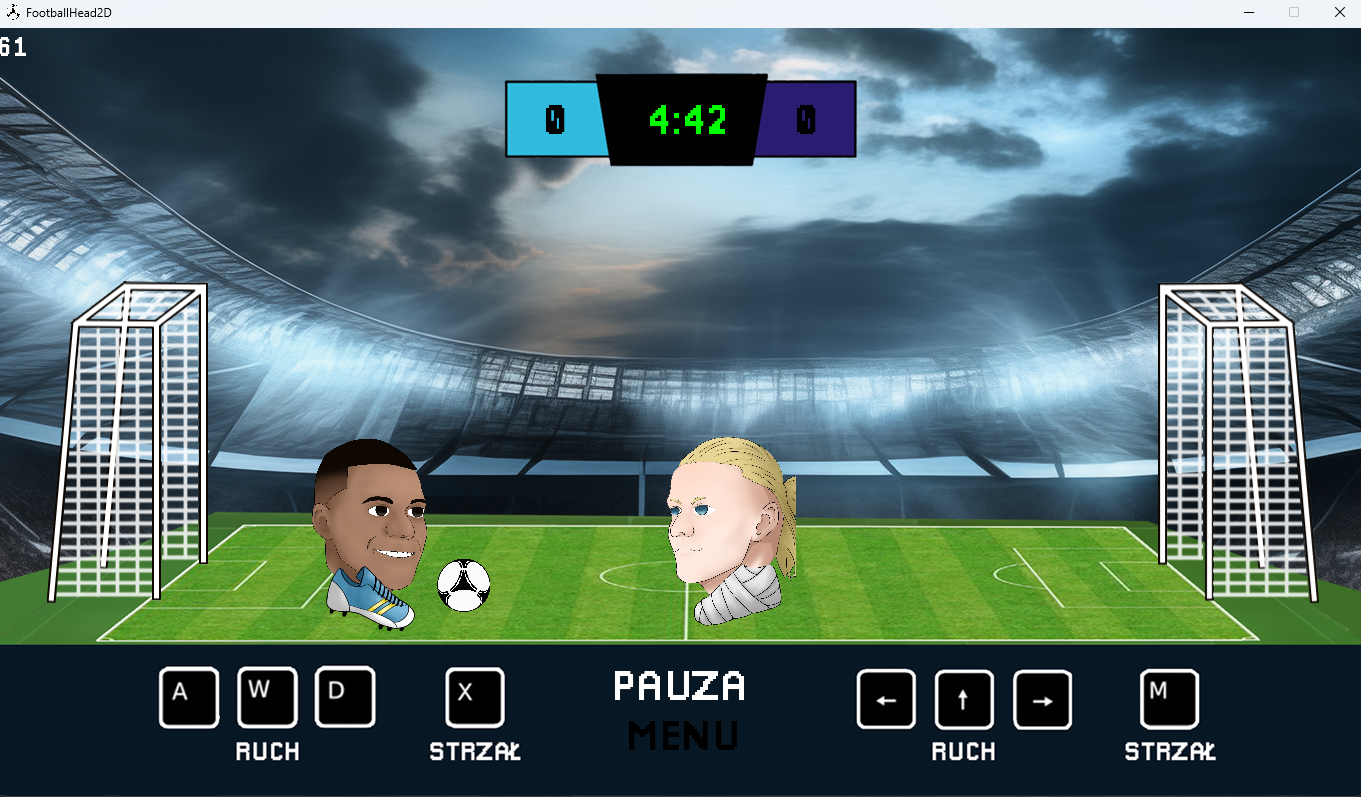 FootballHead2D
61
0 4:42 0
A W D X PAUZA ← ↑ → M
MENU
RUCH STRZAŁ RUCH STRZAŁ